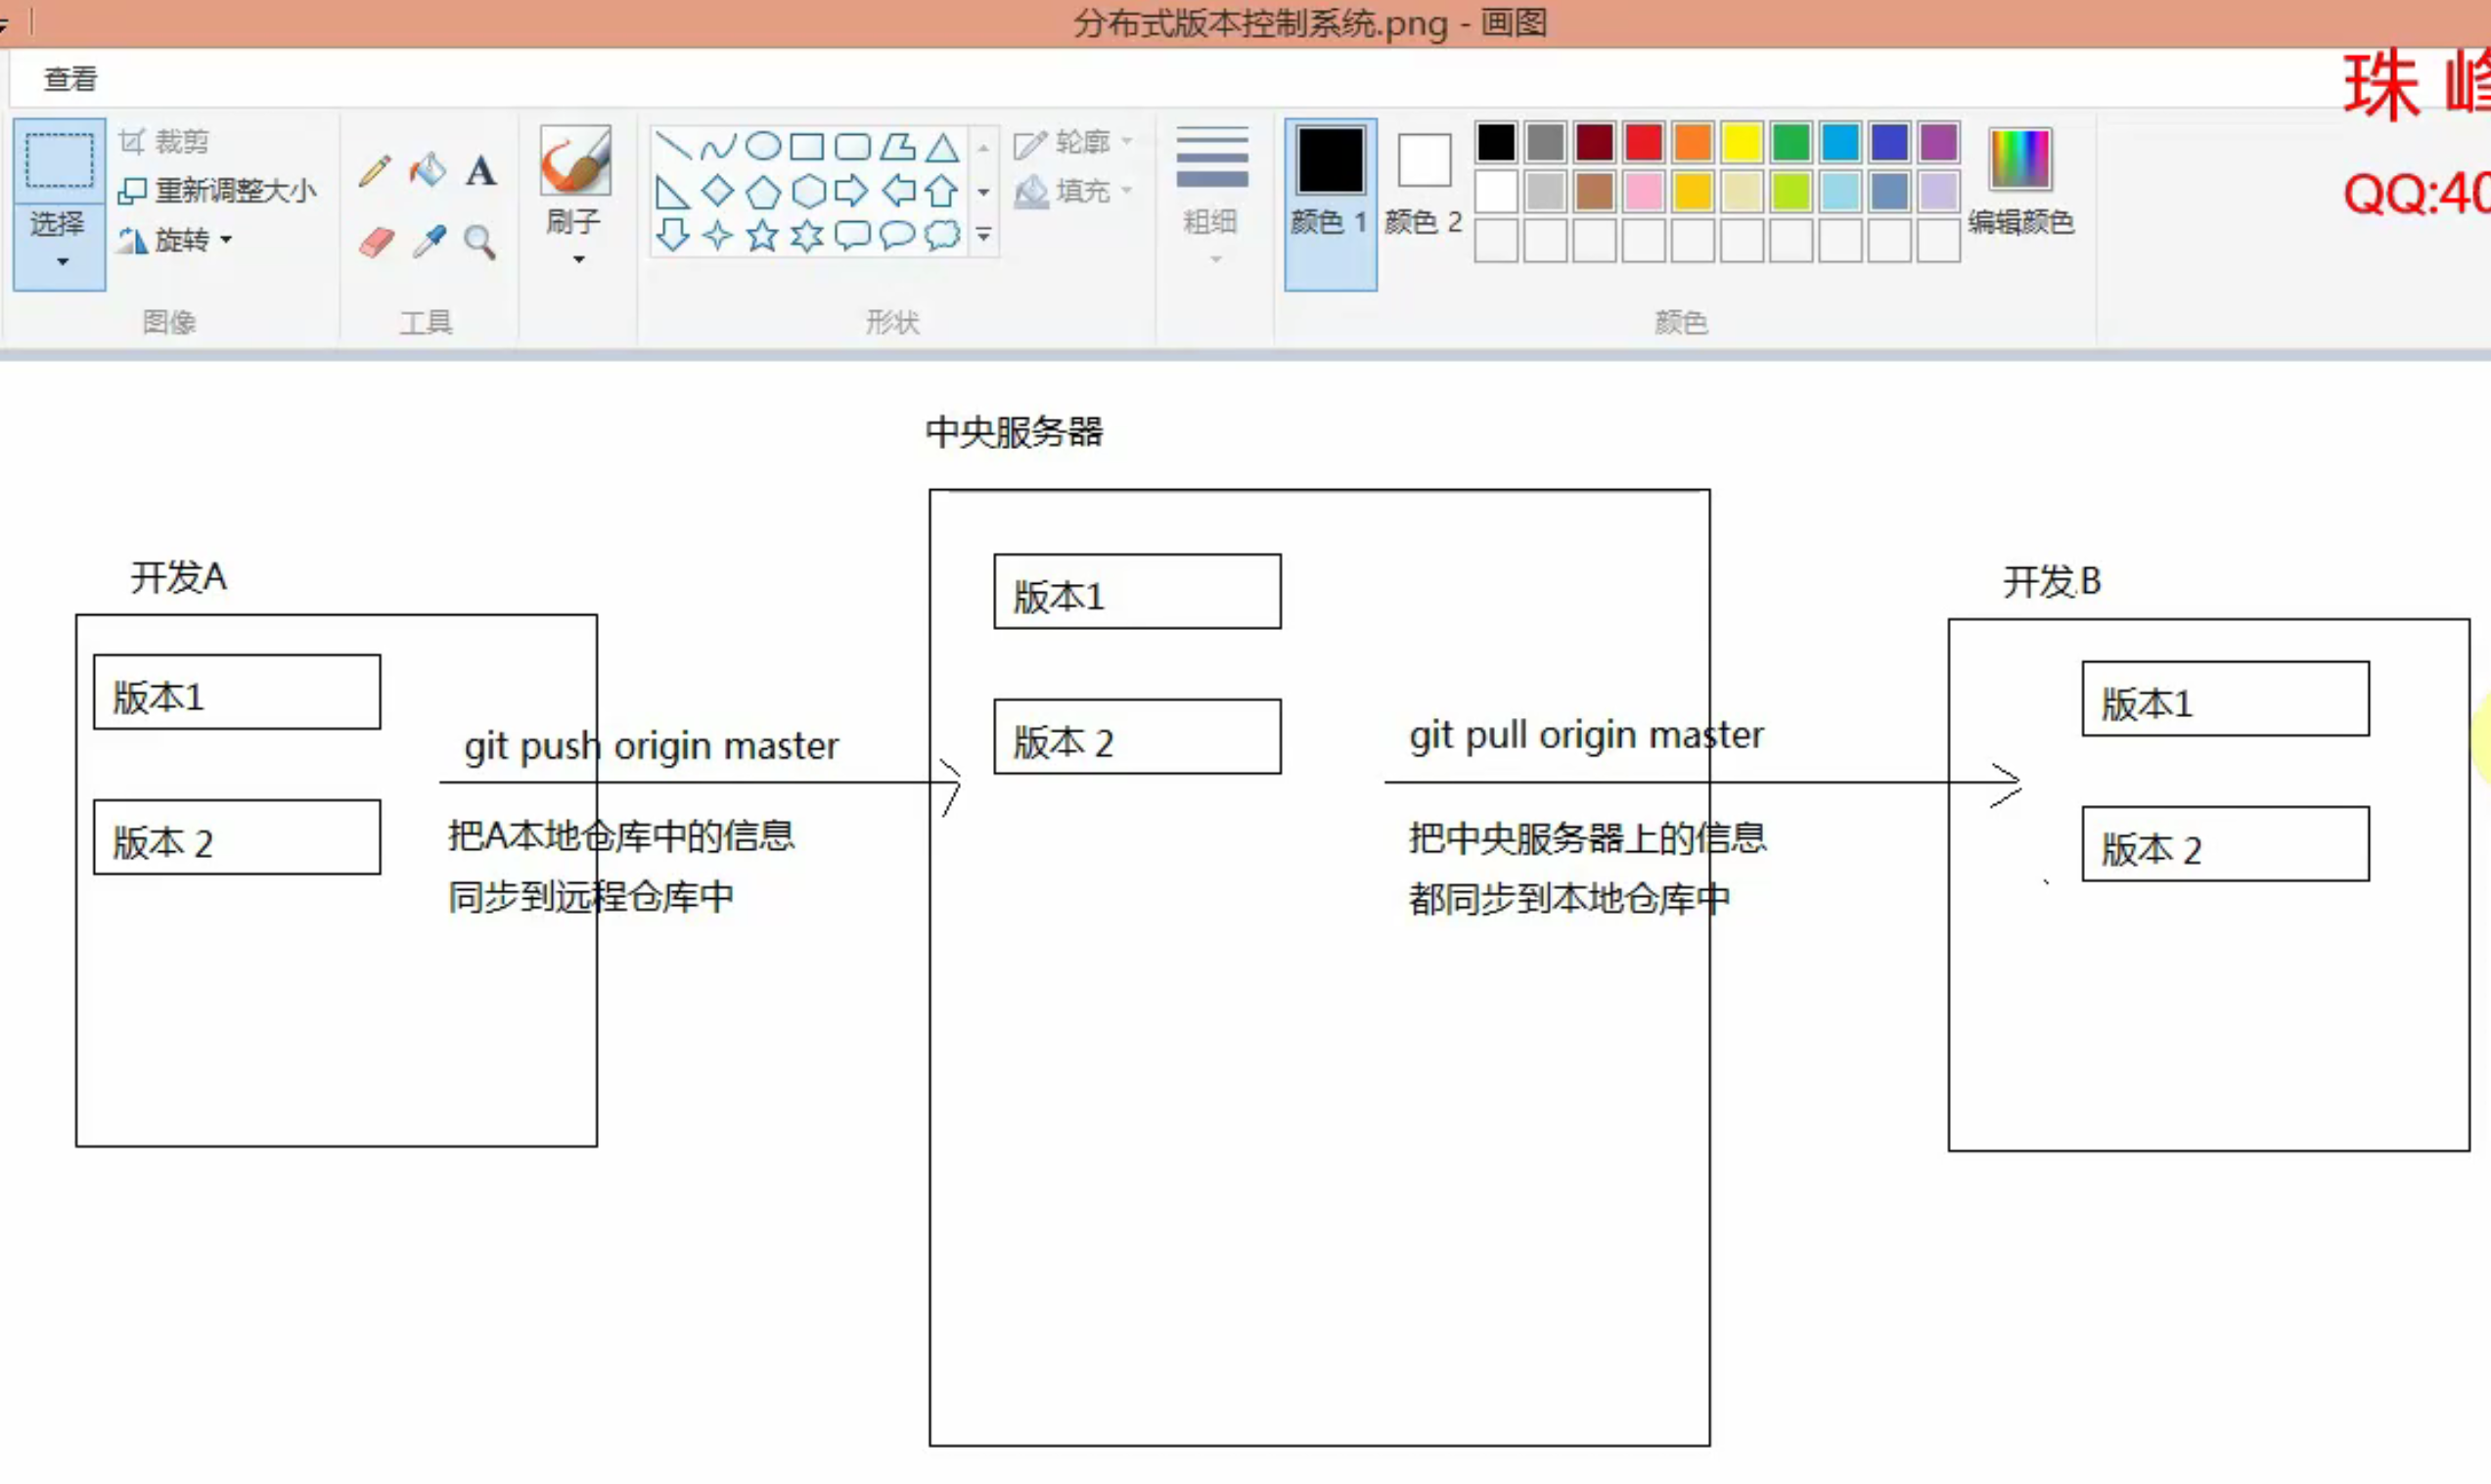 分布式版本控制系统.png - 画图
查看
珠 峰
QQ:40
裁剪
重新调整大小
旋转
选择
A
刷子
轮廓
填充
粗细
颜色 1
颜色 2
编辑颜色
图像
工具
形状
颜色
中央服务器
开发A
版本1
版本 2
git push origin master
把A本地仓库中的信息
同步到远程仓库中
版本1
版本 2
git pull origin master
把中央服务器上的信息
都同步到本地仓库中
开发B
版本1
版本 2